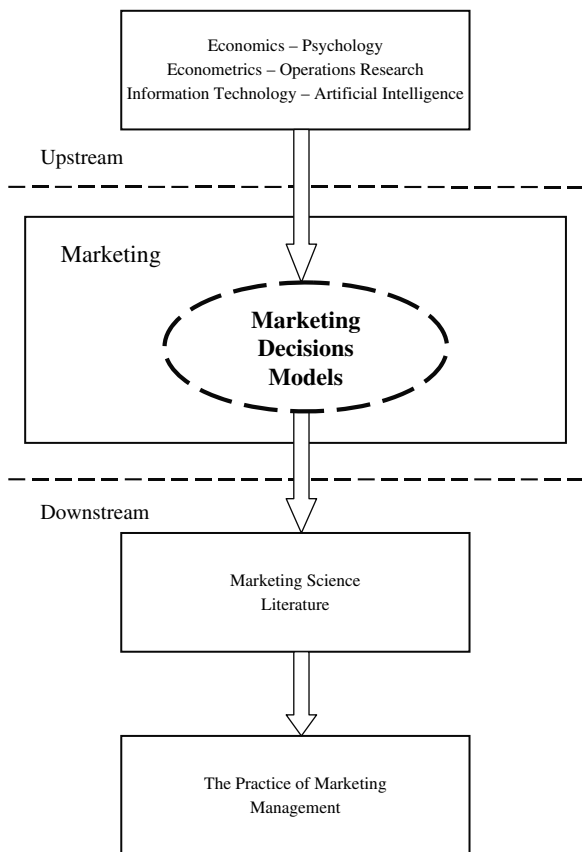 Economics – Psychology
Econometrics – Operations Research
Information Technology – Artificial Intelligence
Upstream
Marketing
Marketing
Decisions
Models
Downstream
Marketing Science
Literature
The Practice of Marketing
Management